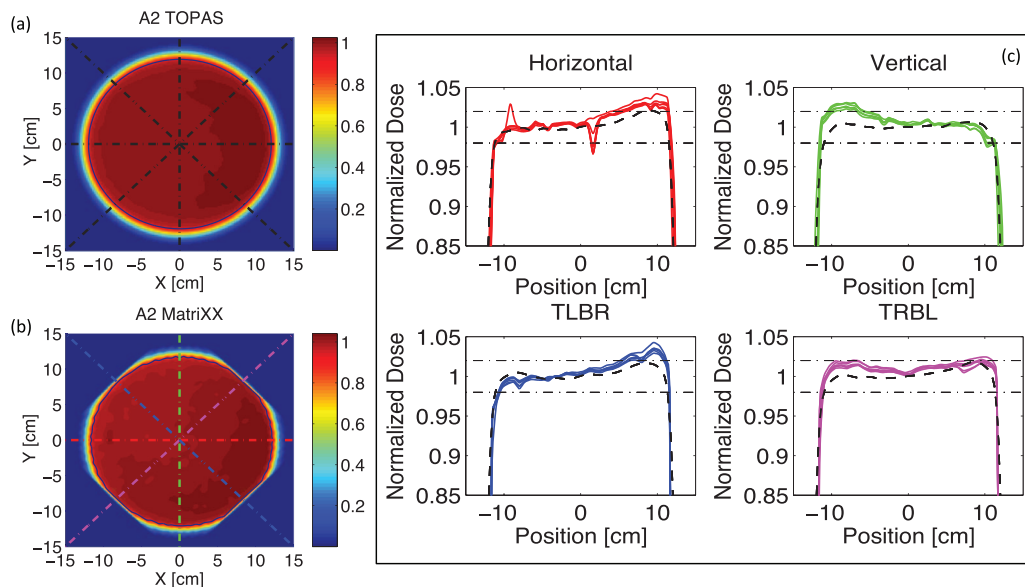 (a)
A2 TOPAS
15
10
5
0
−5
−10
−15
Y [cm]
−15 −10 −5 0 5 10 15
X [cm]
1
0.8
0.6
0.4
0.2
(b)
A2 MatriXX
15
10
5
0
−5
−10
−15
Y [cm]
−15 −10 −5 0 5 10 15
X [cm]
1
0.8
0.6
0.4
0.2
(c)
Horizontal
Normalized Dose
1.05
1
0.95
0.9
0.85
−10 0 10
Position [cm]
Vertical
Normalized Dose
1.05
1
0.95
0.9
0.85
−10 0 10
Position [cm]
TLBR
Normalized Dose
1.05
1
0.95
0.9
0.85
−10 0 10
Position [cm]
TRBL
Normalized Dose
1.05
1
0.95
0.9
0.85
−10 0 10
Position [cm]